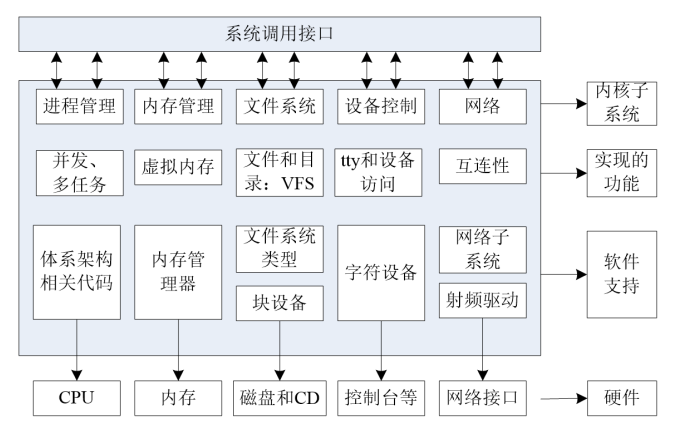 系统调用接口
进程管理
内存管理
文件系统
设备控制
网络
内核子
系统
并发、
多任务
虚拟内存
文件和目
录：VFS
tty和设备
访问
互连性
实现的
功能
体系架构
相关代码
内存管
理器
文件系统
类型
块设备
字符设备
网络子
系统
射频驱动
软件
支持
CPU
内存
磁盘和CD
控制台等
网络接口
硬件